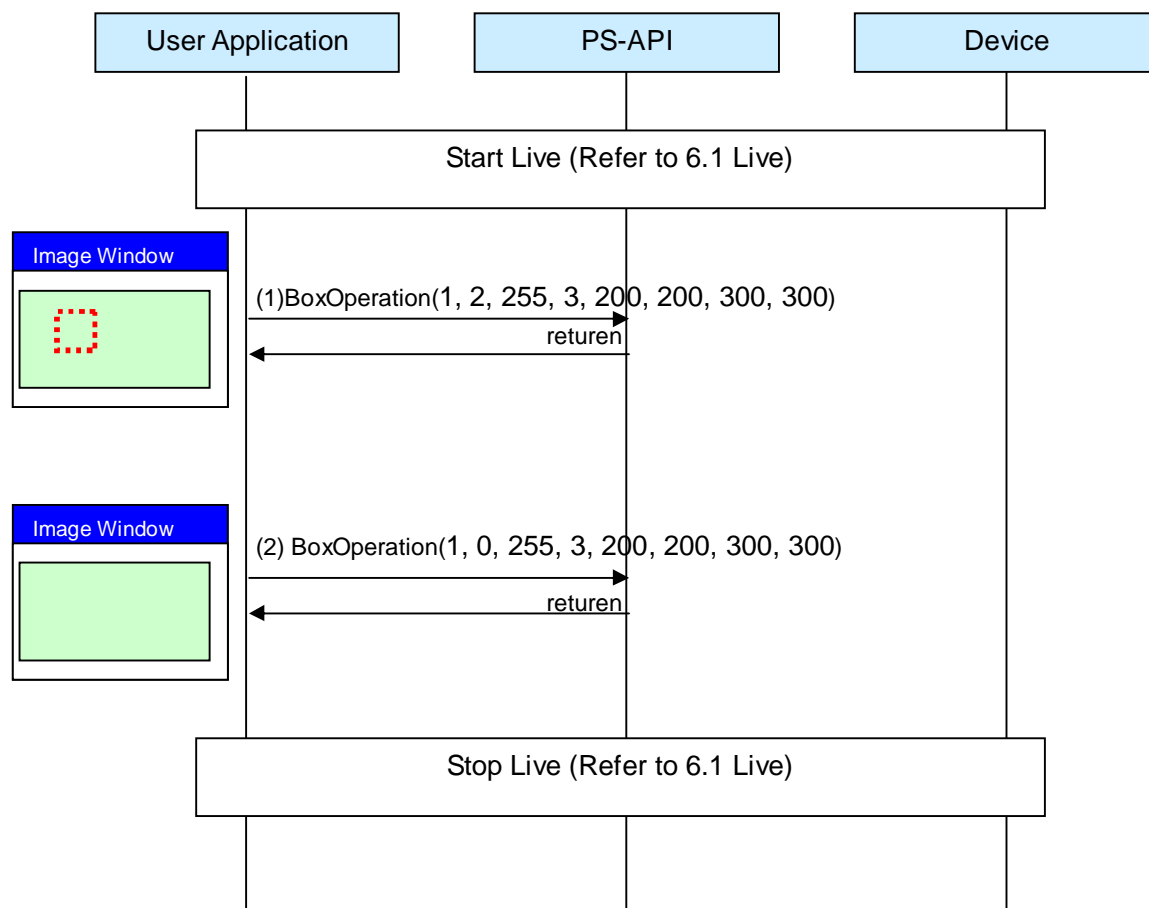 User Application
PS-API
Device
Start Live (Refer to 6.1 Live)
Image Window
(1)BoxOperation(1, 2, 255, 3, 200, 200, 300, 300)
returen
Image Window
(2) BoxOperation(1, 0, 255, 3, 200, 200, 300, 300)
returen
Stop Live (Refer to 6.1 Live)